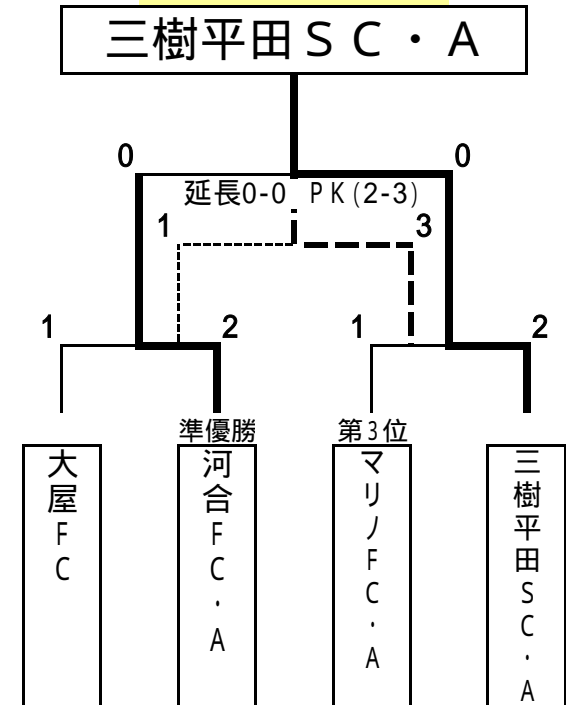 三樹平田SC・A
0 0
延長0-0 PK(2-3)
1 3
1 2 1 2
準優勝 第3位
大屋FC
河合FC・A
マリノFC・A
三樹平田SC・A